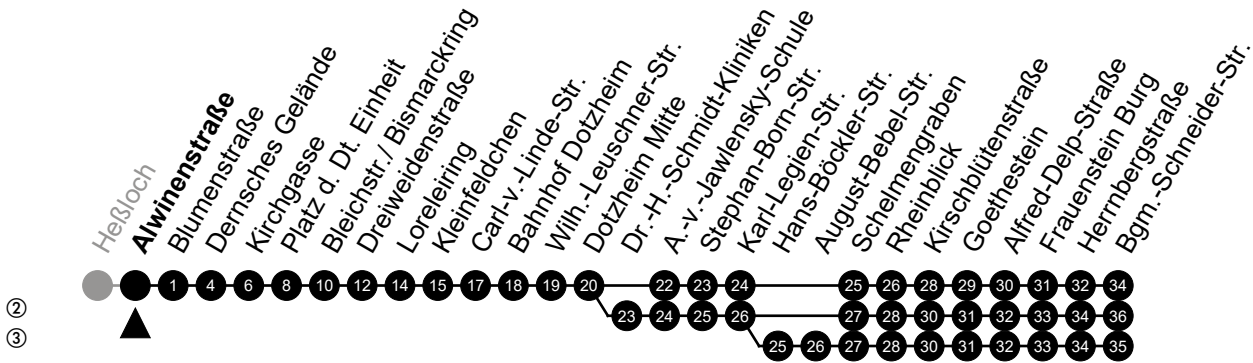 Heßloch
Alwinenstraße
Blumenstraße
Dernsches Gelände
Kirchgasse
Platz d. Dt. Einheit
Bleichstr. / Bismarckring
Dreiweidenstraße
Loreleiring
Kleinfeldchen
Carl-v.-Linde-Str.
Bahnhof Dotzheim
Wilh.-Leuschner-Str.
Dotzheim Mitte
Dr.-H.-Schmidt-Kliniken
A.-v.-Jawlensky-Schule
Stephan-Born-Str.
Karl-Legien-Str.
Hans-Böckler-Str.
August-Bebel-Str.
Schelmengraben
Rheinblick
Kirschblütenstraße
Goethestein
Alfred-Delp-Straße
Frauenstein Burg
Herrnbergstraße
Bgm.-Schneider-Str.
1 4 6 8 10 12 14 15 17 18 19 20 22 23 24 25 26 28 29 30 31 32 34
② 23 24 25 26 27 28 30 31 32 33 34 36
③ 25 26 27 28 30 31 32 33 34 35